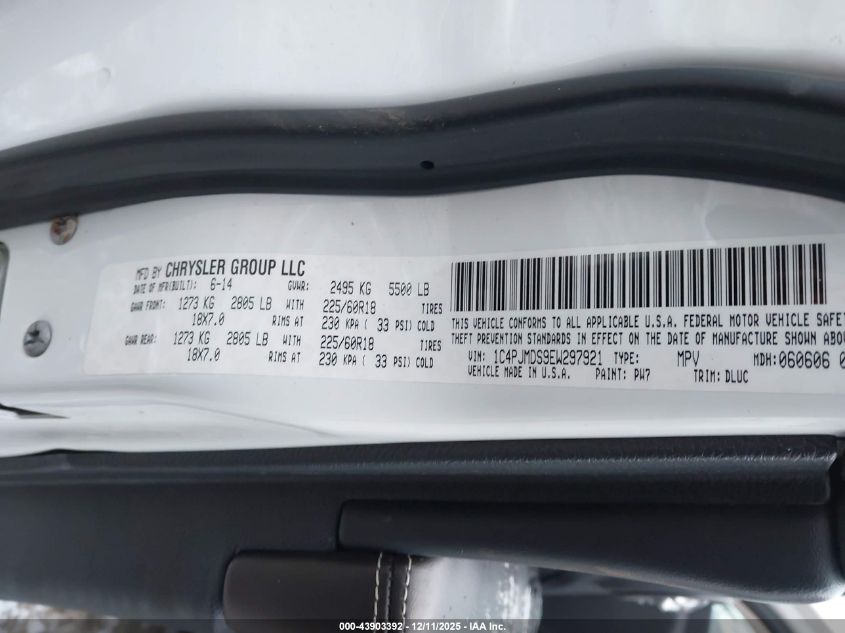 MFD BY CHRYSLER GROUP LLC
DATE OF MFR(BUILT): 6-14 GVWR: 2495 KG 5500 LB
GAWR FRONT: 1273 KG 2805 LB WITH 225/60R18 TIRES
18X7.0 RIMS AT 230 KPA ( 33 PSI) COLD
GAWR REAR: 1273 KG 2805 LB WITH 225/60R18 TIRES
18X7.0 RIMS AT 230 KPA ( 33 PSI) COLD
THIS VEHICLE CONFORMS TO ALL APPLICABLE U.S.A. FEDERAL MOTOR VEHICLE SAFET
THEFT PREVENTION STANDARDS IN EFFECT ON THE DATE OF MANUFACTURE SHOWN ABOV
VIN: 1C4PJMDS9EW297921 TYPE: MPV MDH:060606 0
VEHICLE MADE IN U.S.A. PAINT: PW7 TRIM: DLUC
000-43903392 - 12/11/2025 - IAA Inc.